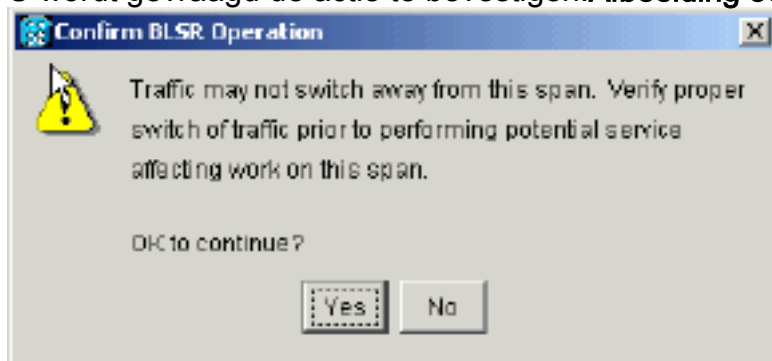 Confirm BLSR Operation
Traffic may not switch away from this span. Verify proper
switch of traffic prior to performing potential service
affecting work on this span.
OK to continue?
Yes No